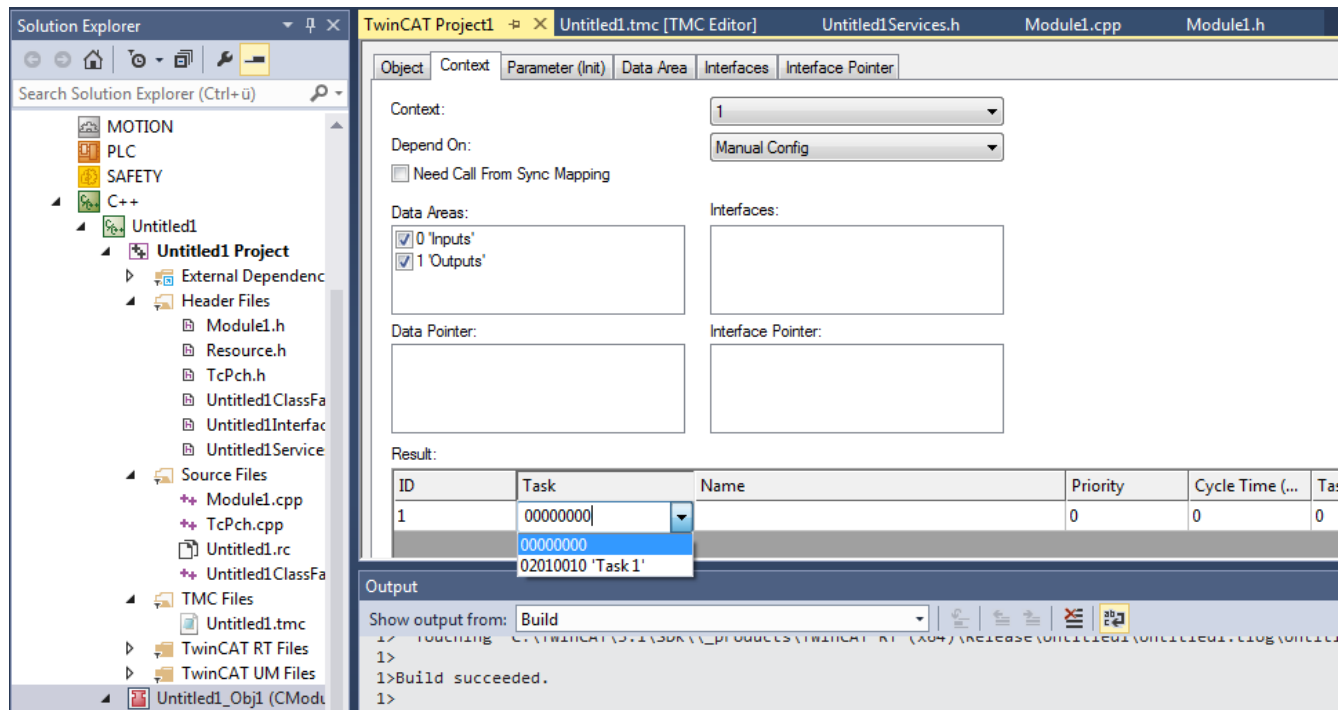 Solution Explorer
Search Solution Explorer (Ctrl+ü)
MOTION
PLC
SAFETY
C++
Untitled1
Untitled1 Project
External Dependenc
Header Files
Module1.h
Resource.h
TcPch.h
Untitled1ClassFa
Untitled1Interfac
Untitled1Service
Source Files
Module1.cpp
TcPch.cpp
Untitled1.rc
Untitled1ClassFa
TMC Files
Untitled1.tmc
TwinCAT RT Files
TwinCAT UM Files
Untitled1_Obj1 (CModu
TwinCAT Project1 Untitled1.tmc [TMC Editor] Untitled1Services.h Module1.cpp Module1.h
Object Context Parameter (Init) Data Area Interfaces Interface Pointer
Context: 1
Depend On: Manual Config
Need Call From Sync Mapping
Data Areas: Interfaces:
0 'Inputs'
1 'Outputs'
Data Pointer: Interface Pointer:
Result:
ID Task Name Priority Cycle Time (... Tas
1 00000000 0 0 0
00000000
02010010 'Task 1'
Output
Show output from: Build
1>
1>Build succeeded.
1>